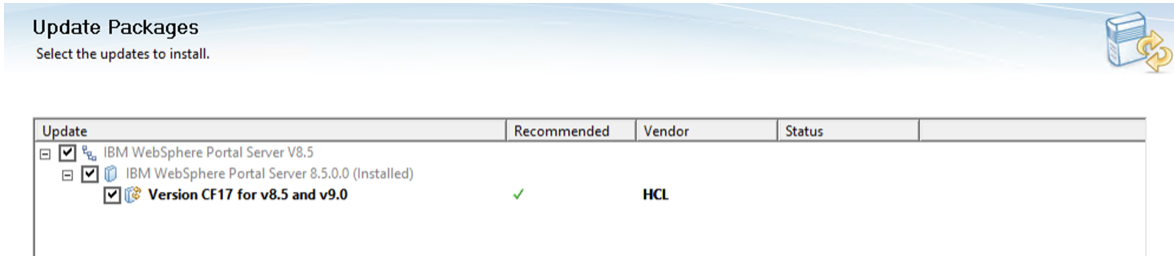 Update Packages
Select the updates to install.
Update Recommended Vendor Status
IBM WebSphere Portal Server V8.5
IBM WebSphere Portal Server 8.5.0.0 (Installed)
Version CF17 for v8.5 and v9.0 HCL